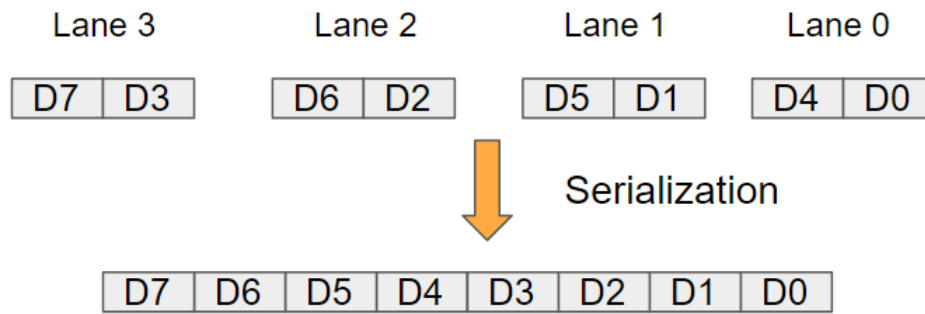 Lane 3 Lane 2 Lane 1 Lane 0
D7 D3 D6 D2 D5 D1 D4 D0
Serialization
D7 D6 D5 D4 D3 D2 D1 D0